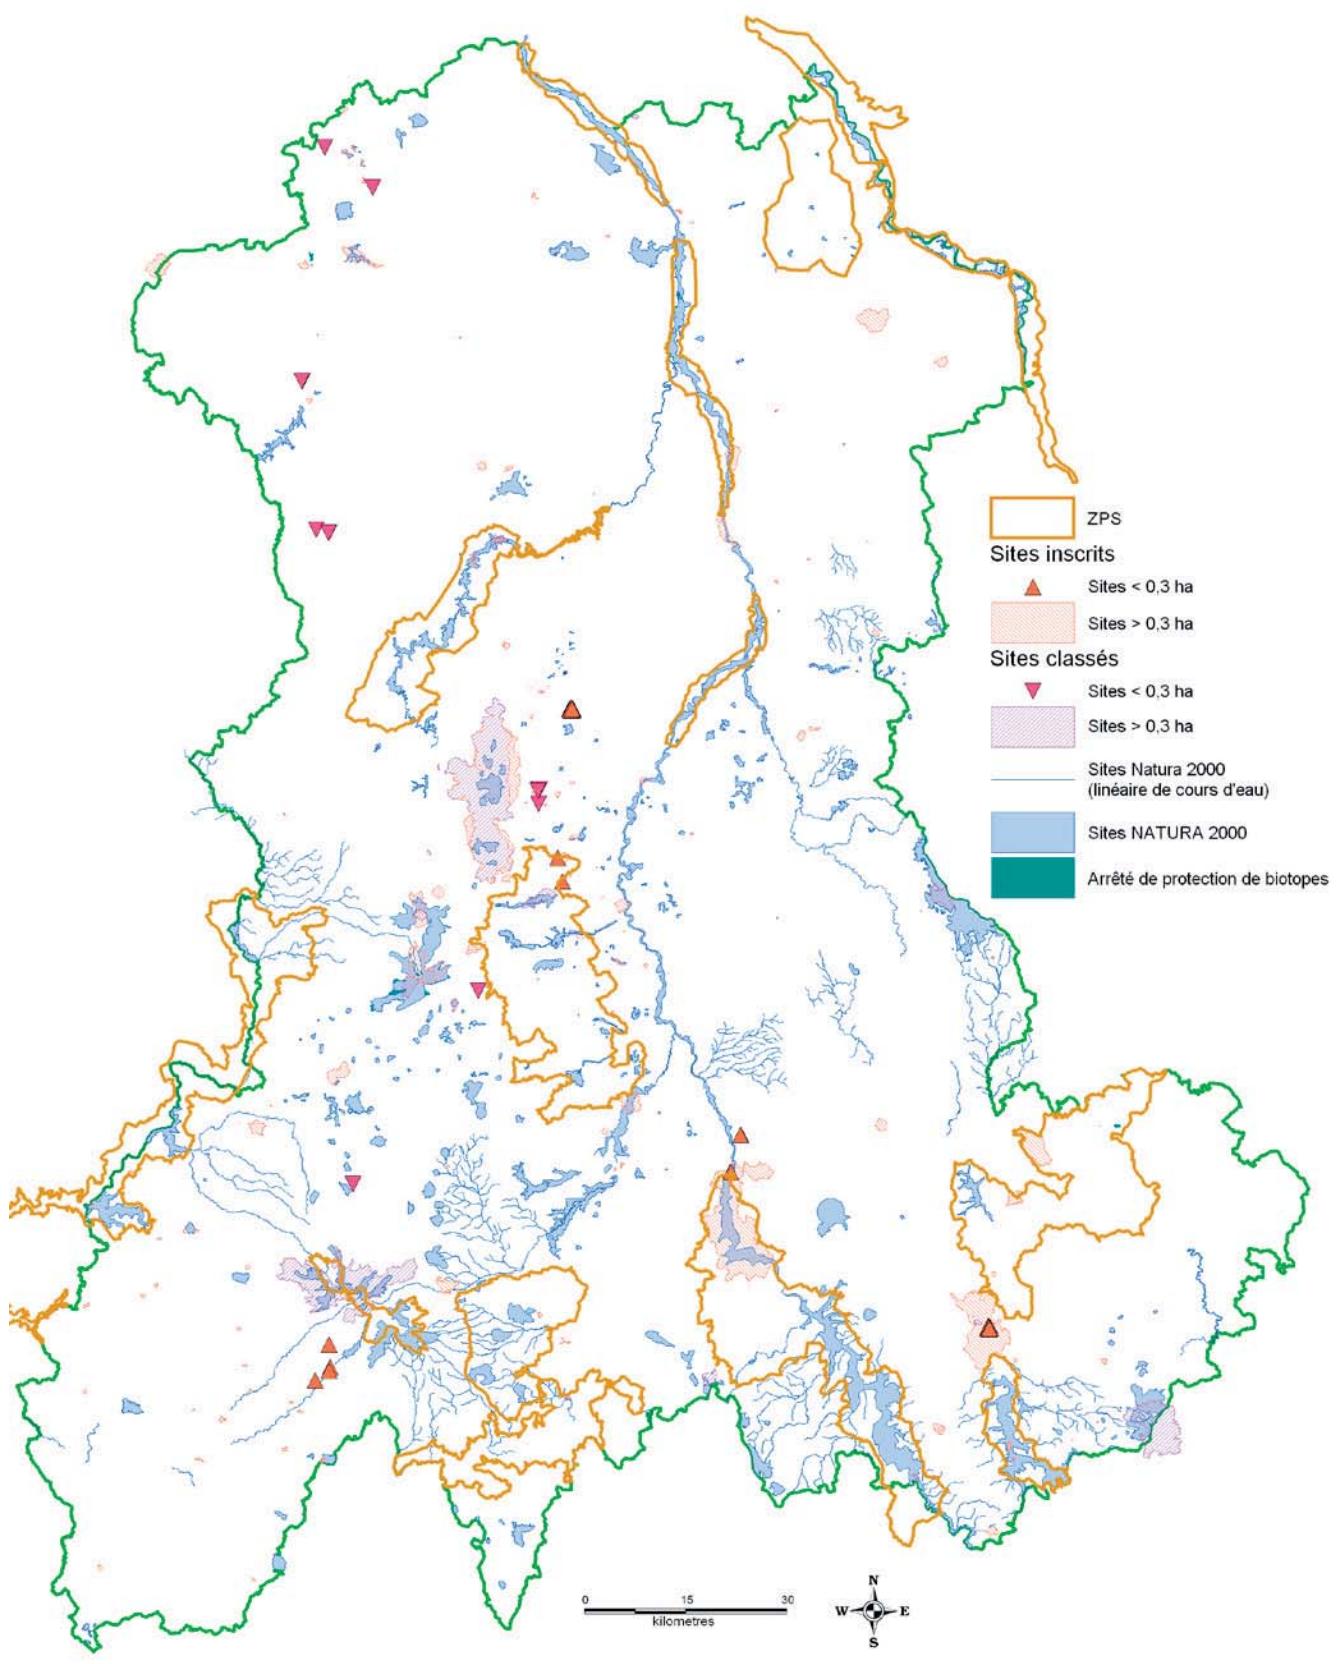 ZPS
Sites inscrits
Sites < 0,3 ha
Sites > 0,3 ha
Sites classés
Sites < 0,3 ha
Sites > 0,3 ha
Sites Natura 2000
(linéaire de cours d'eau)
Sites NATURA 2000
Arrêté de protection de biotopes
0 15 30
kilometres
N
W E
S